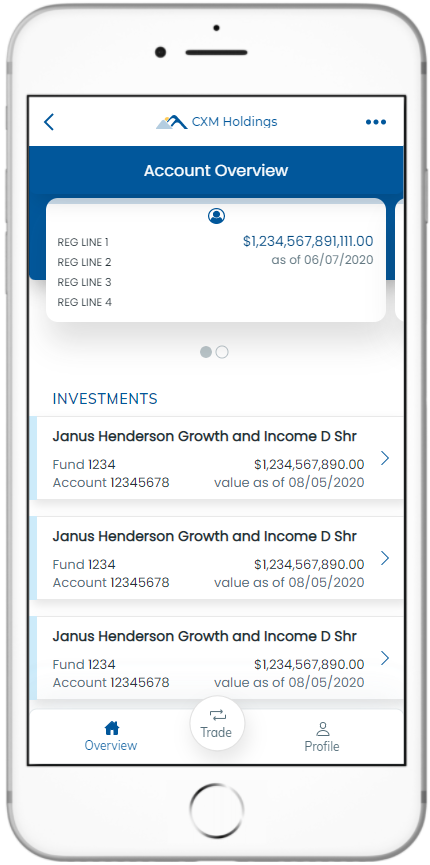 CXM Holdings
Account Overview
REG LINE 1
$1,234,567,891,111.00
REG LINE 2
as of 06/07/2020
REG LINE 3
REG LINE 4
INVESTMENTS
Janus Henderson Growth and Income D Shr
Fund 1234
$1,234,567,890.00
Account 12345678
value as of 08/05/2020
Janus Henderson Growth and Income D Shr
Fund 1234
$1,234,567,890.00
Account 12345678
value as of 08/05/2020
Janus Henderson Growth and Income D Shr
Fund 1234
$1,234,567,890.00
Account 12345678
value as of 08/05/2020
Overview
Trade
Profile